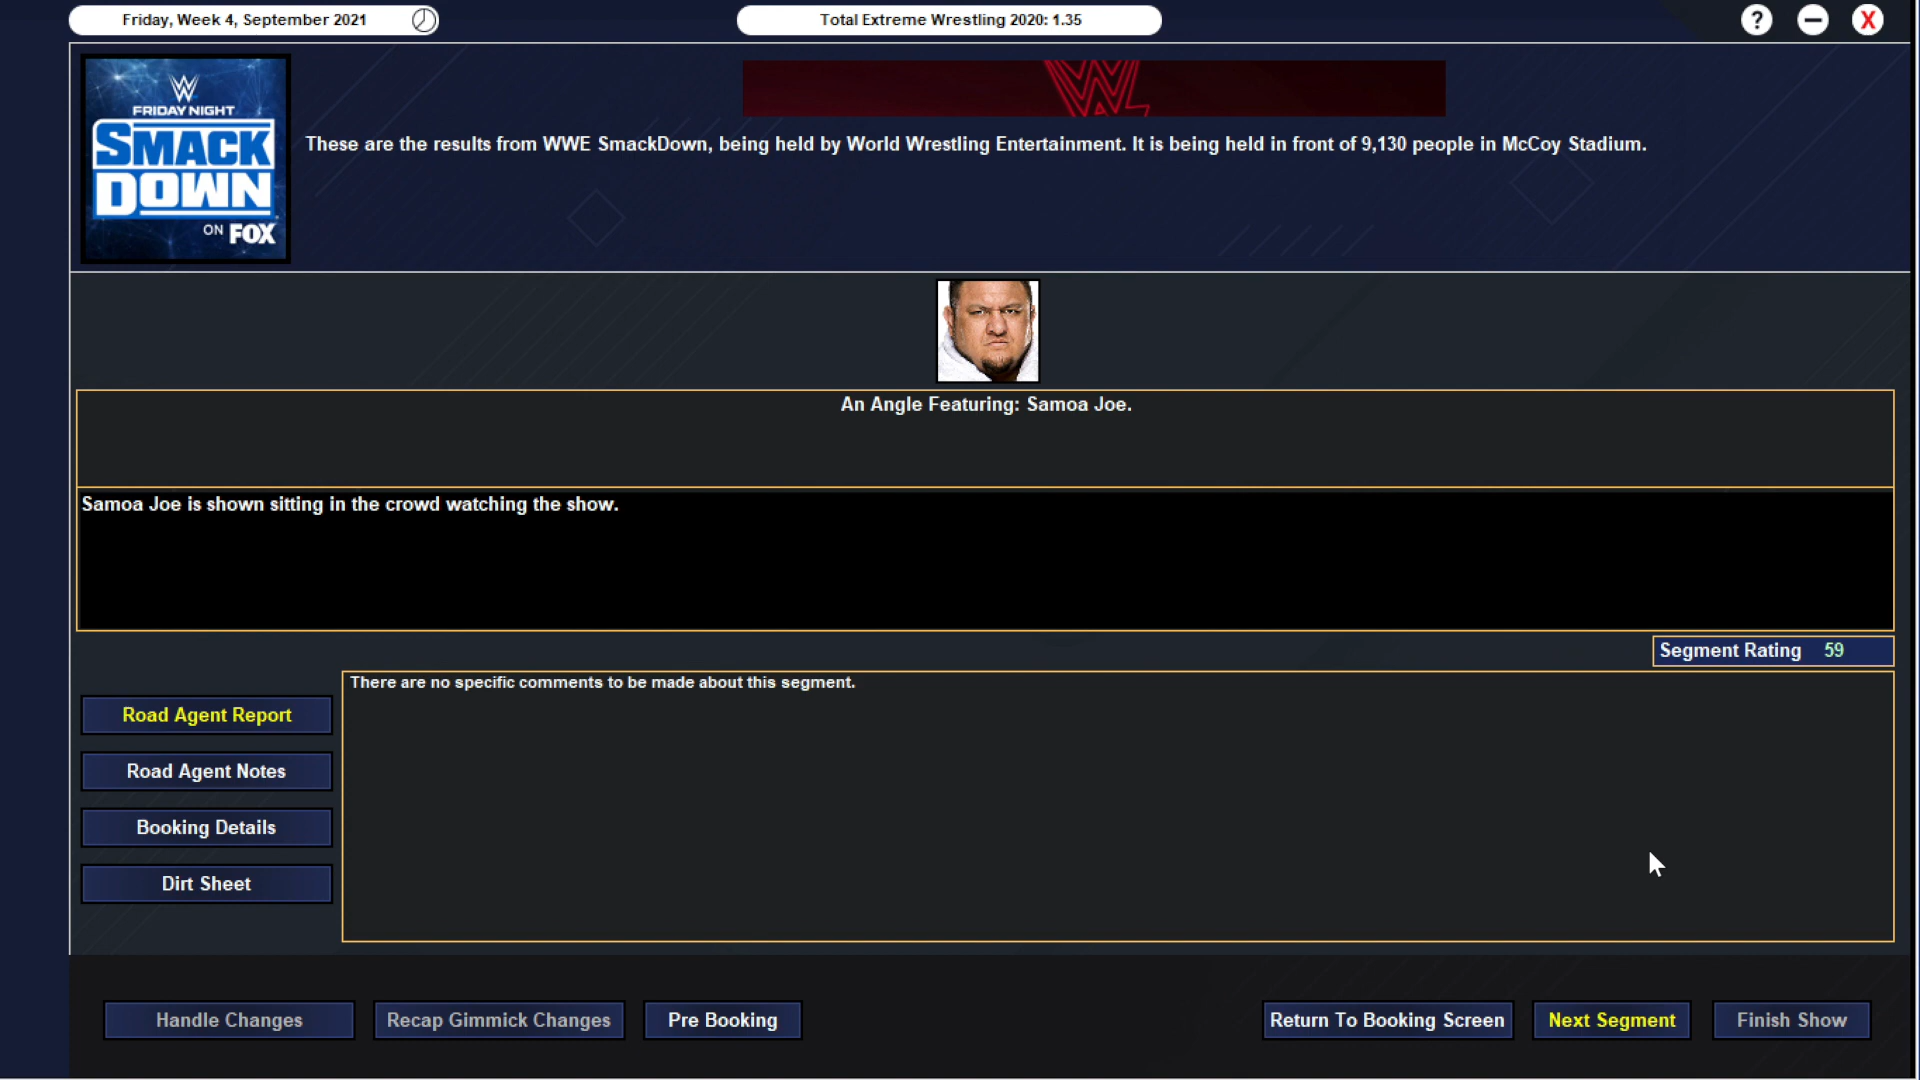 Friday, Week 4, September 2021
Total Extreme Wrestling 2020: 1.35
?
X
FRIDAY NIGHT
SMACK
DOWN
ON FOX
These are the results from WWE SmackDown, being held by World Wrestling Entertainment. It is being held in front of 9,130 people in McCoy Stadium.
An Angle Featuring: Samoa Joe.
Samoa Joe is shown sitting in the crowd watching the show.
Segment Rating 59
There are no specific comments to be made about this segment.
Road Agent Report
Road Agent Notes
Booking Details
Dirt Sheet
Handle Changes
Recap Gimmick Changes
Pre Booking
Return To Booking Screen
Next Segment
Finish Show